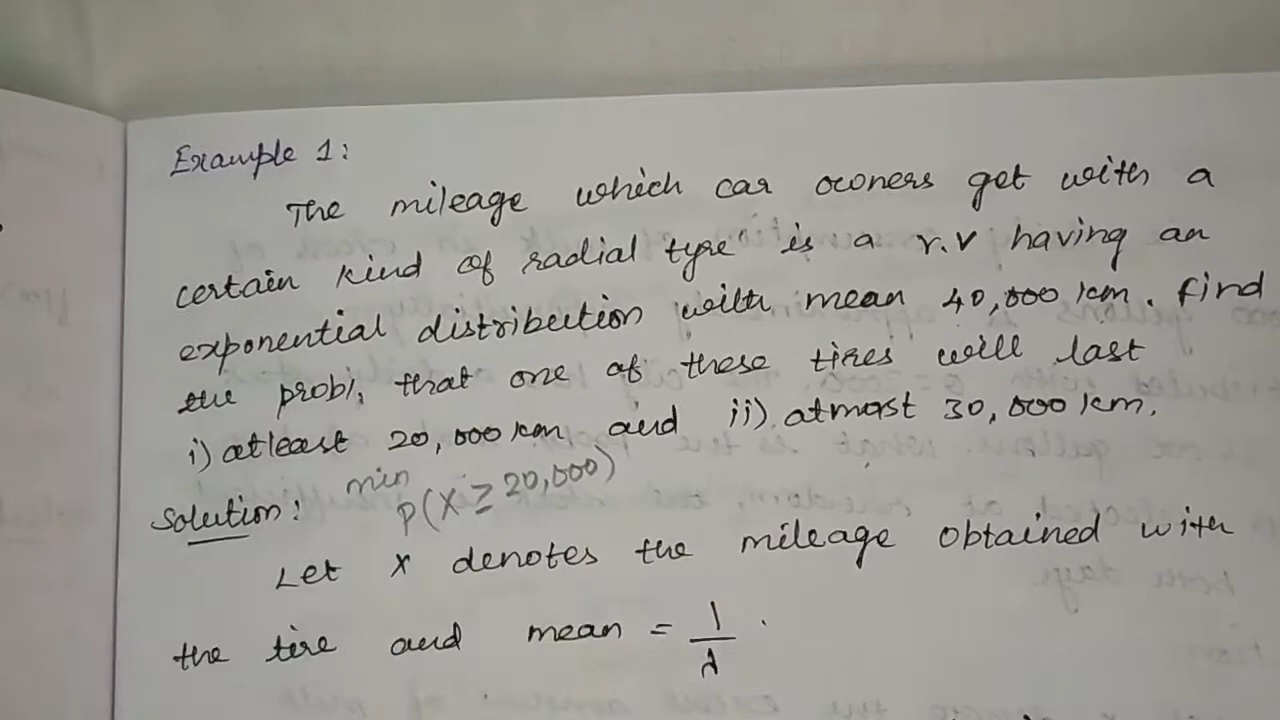 Example 1:
The mileage which car owners get with a
certain kind of radial tyre is a r.v having an
exponential distribution with mean 40,000 km. find
the probl. that one of these tires will last
i) atleast 20,000 km and ii) atmost 30,000 km.
min
P(X ≥ 20,000)
Solution:
Let X denotes the mileage obtained with
the tire and mean = 1/λ.